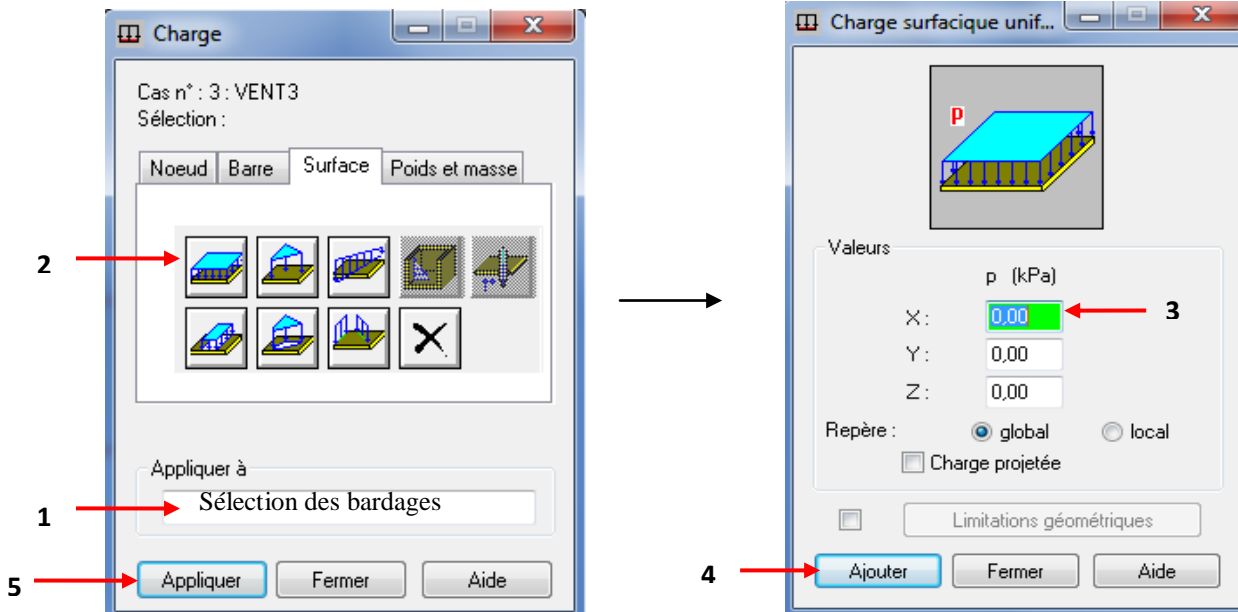 Charge
Cas n° : 3 : VENT3
Sélection :
Noeud Barre Surface Poids et masse
2
Appliquer à
1 Sélection des bardages
5 Appliquer Fermer Aide
Charge surfacique unif...
p
Valeurs
p (kPa)
X : 0,00 3
Y : 0,00
Z : 0,00
Repère : global local
Charge projetée
Limitations géométriques
4 Ajouter Fermer Aide